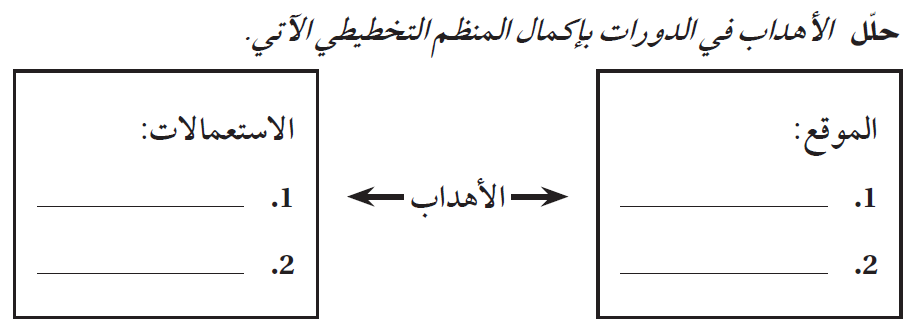 حلّل الأهداب في الدورات بإكمال المنظم التخطيطي الآتي.
الموقع:
1.
2.
الأهداب
الاستعمالات:
1.
2.